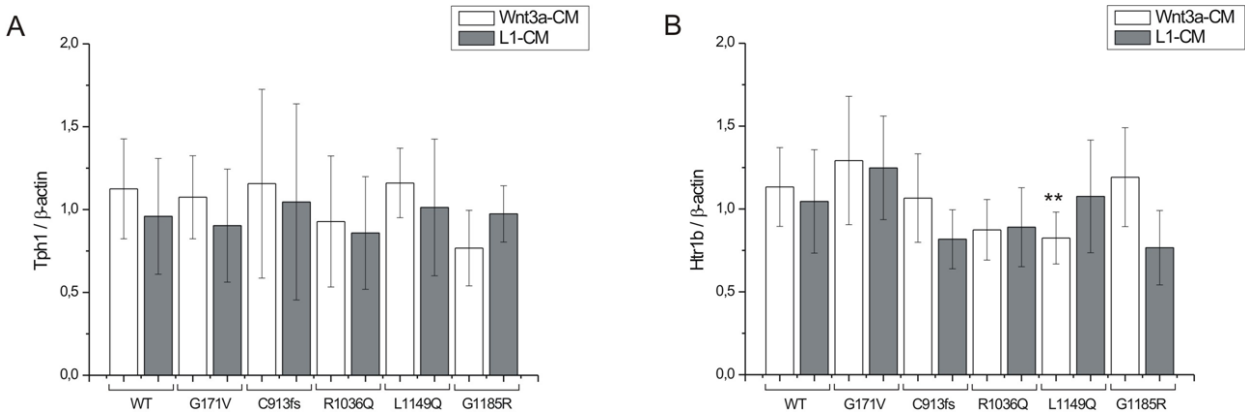 A
Wnt3a-CM
L1-CM
2,0
1,5
1,0
0,5
0,0
Tph1 / β-actin
WT G171V C913fs R1036Q L1149Q G1185R
B
Wnt3a-CM
L1-CM
2,0
1,5
1,0
0,5
0,0
Htr1b / β-actin
**
WT G171V C913fs R1036Q L1149Q G1185R